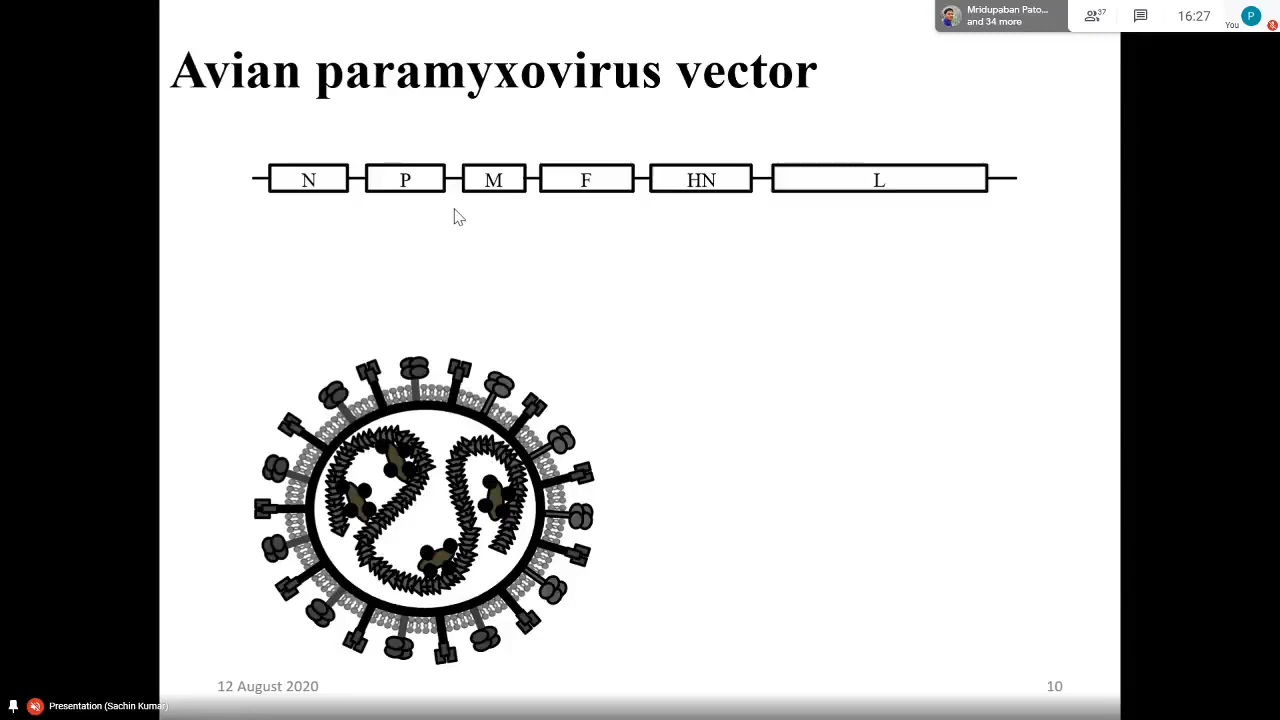 Mridupaban Pato...
and 34 more
37
16:27
You
P
Avian paramyxovirus vector
N P M F HN L
12 August 2020
10
Presentation (Sachin Kumar)